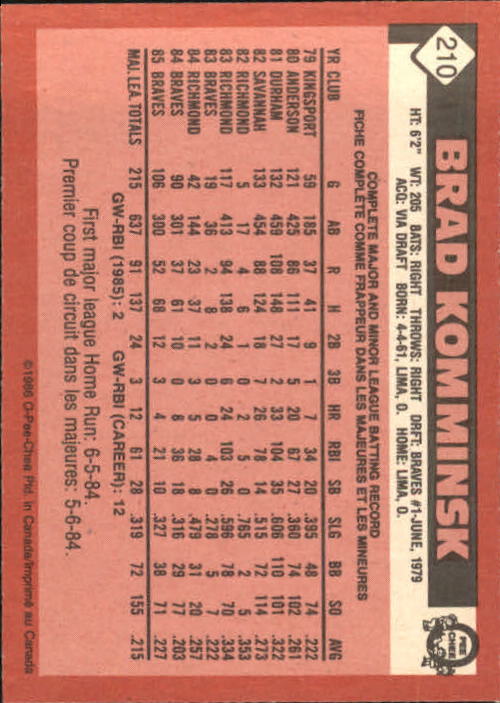 210
BRAD KOMMINSK
O PEE CHEE
HT: 6'2" WT: 205 BATS: RIGHT THROWS: RIGHT DRFT: BRAVES #1-JUNE, 1979
ACQ: VIA DRAFT BORN: 4-4-61, LIMA, O. HOME: LIMA, O.
COMPLETE MAJOR AND MINOR LEAGUE BATTING RECORD
FICHE COMPLÈTE COMME FRAPPEUR DANS LES MAJEURES ET LES MINEURES
YR CLUB G AB R H 2B 3B HR RBI SB SLG BB SO AVG
79 KINGSPORT 59 185 37 41 9 1 7 34 20 .395 48 74 .222
80 ANDERSON 121 425 86 111 17 5 20 67 27 .360 74 102 .261
81 DURHAM 132 459 108 148 27 2 33 104 35 .606 110 101 .322
82 SAVANNAH 133 454 88 124 18 7 26 78 14 .515 72 114 .273
82 RICHMOND 5 17 4 6 1 0 2 5 0 .765 2 5 .353
83 RICHMOND 117 413 94 138 24 6 24 103 26 .596 78 70 .334
83 BRAVES 19 36 2 8 2 0 0 4 0 .278 5 7 .222
84 RICHMOND 42 144 23 37 11 3 5 28 8 .479 31 20 .257
84 BRAVES 90 301 37 61 10 0 8 36 18 .316 29 77 .203
85 BRAVES 106 300 52 68 12 3 4 21 10 .327 38 71 .227
MAJ. LEA. TOTALS 215 637 91 137 24 3 12 61 28 .319 72 155 .215
GW-RBI (1985): 2 GW-RBI (CAREER): 12
First major league Home Run: 6-5-84.
Premier coup de circuit dans les majeures: 5-6-84.
©1986 O-Pee-Chee Ptd. in Canada/Imprimé au Canada